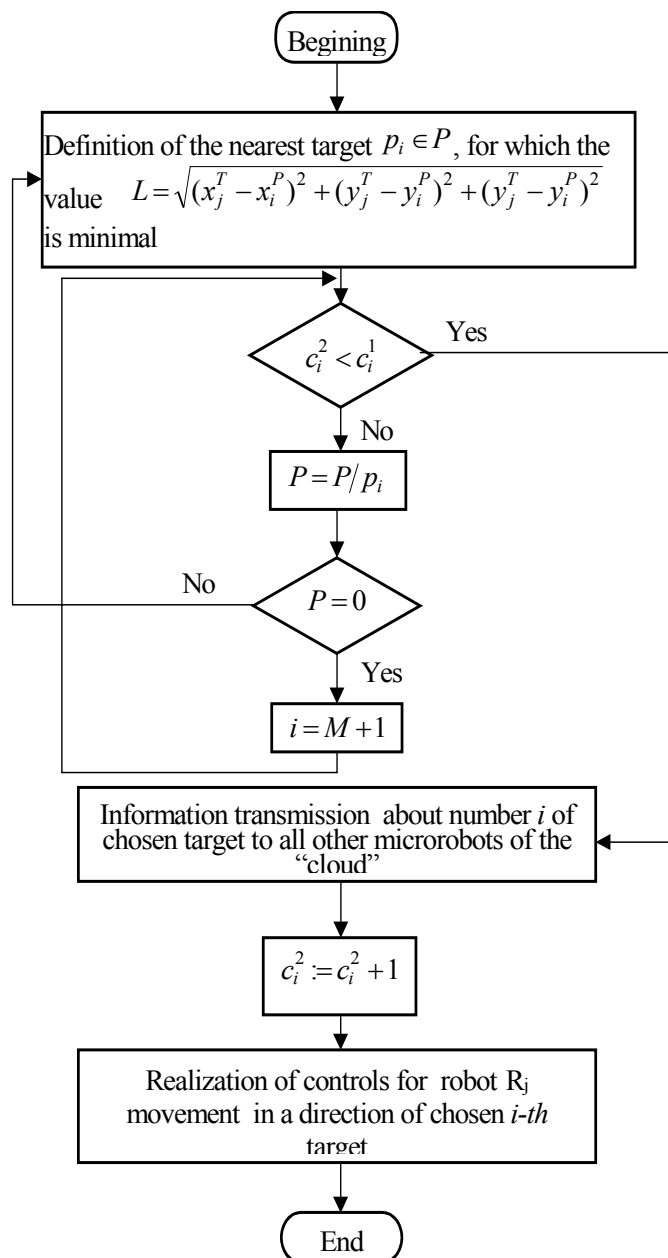 Begining
Definition of the nearest target $p_i \in P$, for which the
value $L = \sqrt{(x_j^T - x_i^P)^2 + (y_j^T - y_i^P)^2 + (y_j^T - y_i^P)^2}$
is minimal
$c_i^2 < c_i^1$
Yes
No
$P = P/p_i$
No
$P = 0$
Yes
$i = M + 1$
Information transmission about number i of
chosen target to all other microrobots of the
“cloud”
$c_i^2 := c_i^2 + 1$
Realization of controls for robot R$_j$
movement in a direction of chosen i-th
target
End